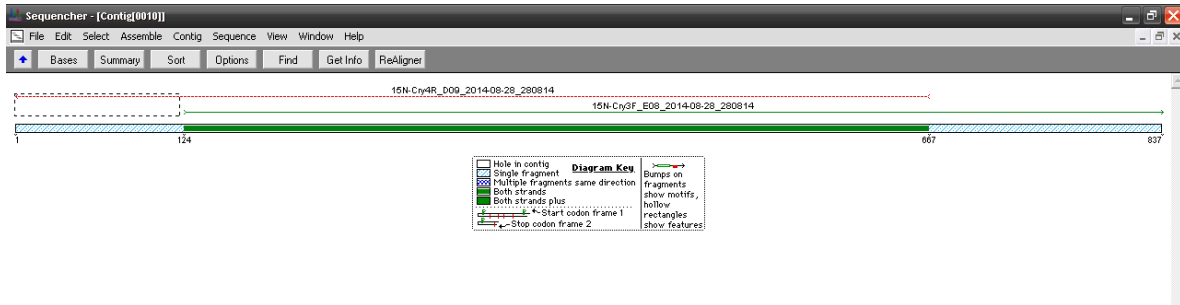 Sequencher - [Contig[0010]]
File Edit Select Assemble Contig Sequence View Window Help
Bases Summary Sort Options Find Get Info ReAligner
15N-Cry4R_D09_2014-08-28_280814
15N-Cry3F_E08_2014-08-28_280814
1 124 667 837
Diagram Key
Hole in contig
Single fragment
Multiple fragments same direction
Both strands
Both strands plus
Start codon frame 1
Stop codon frame 2
Bumps on
fragments
show motifs,
hollow
rectangles
show features